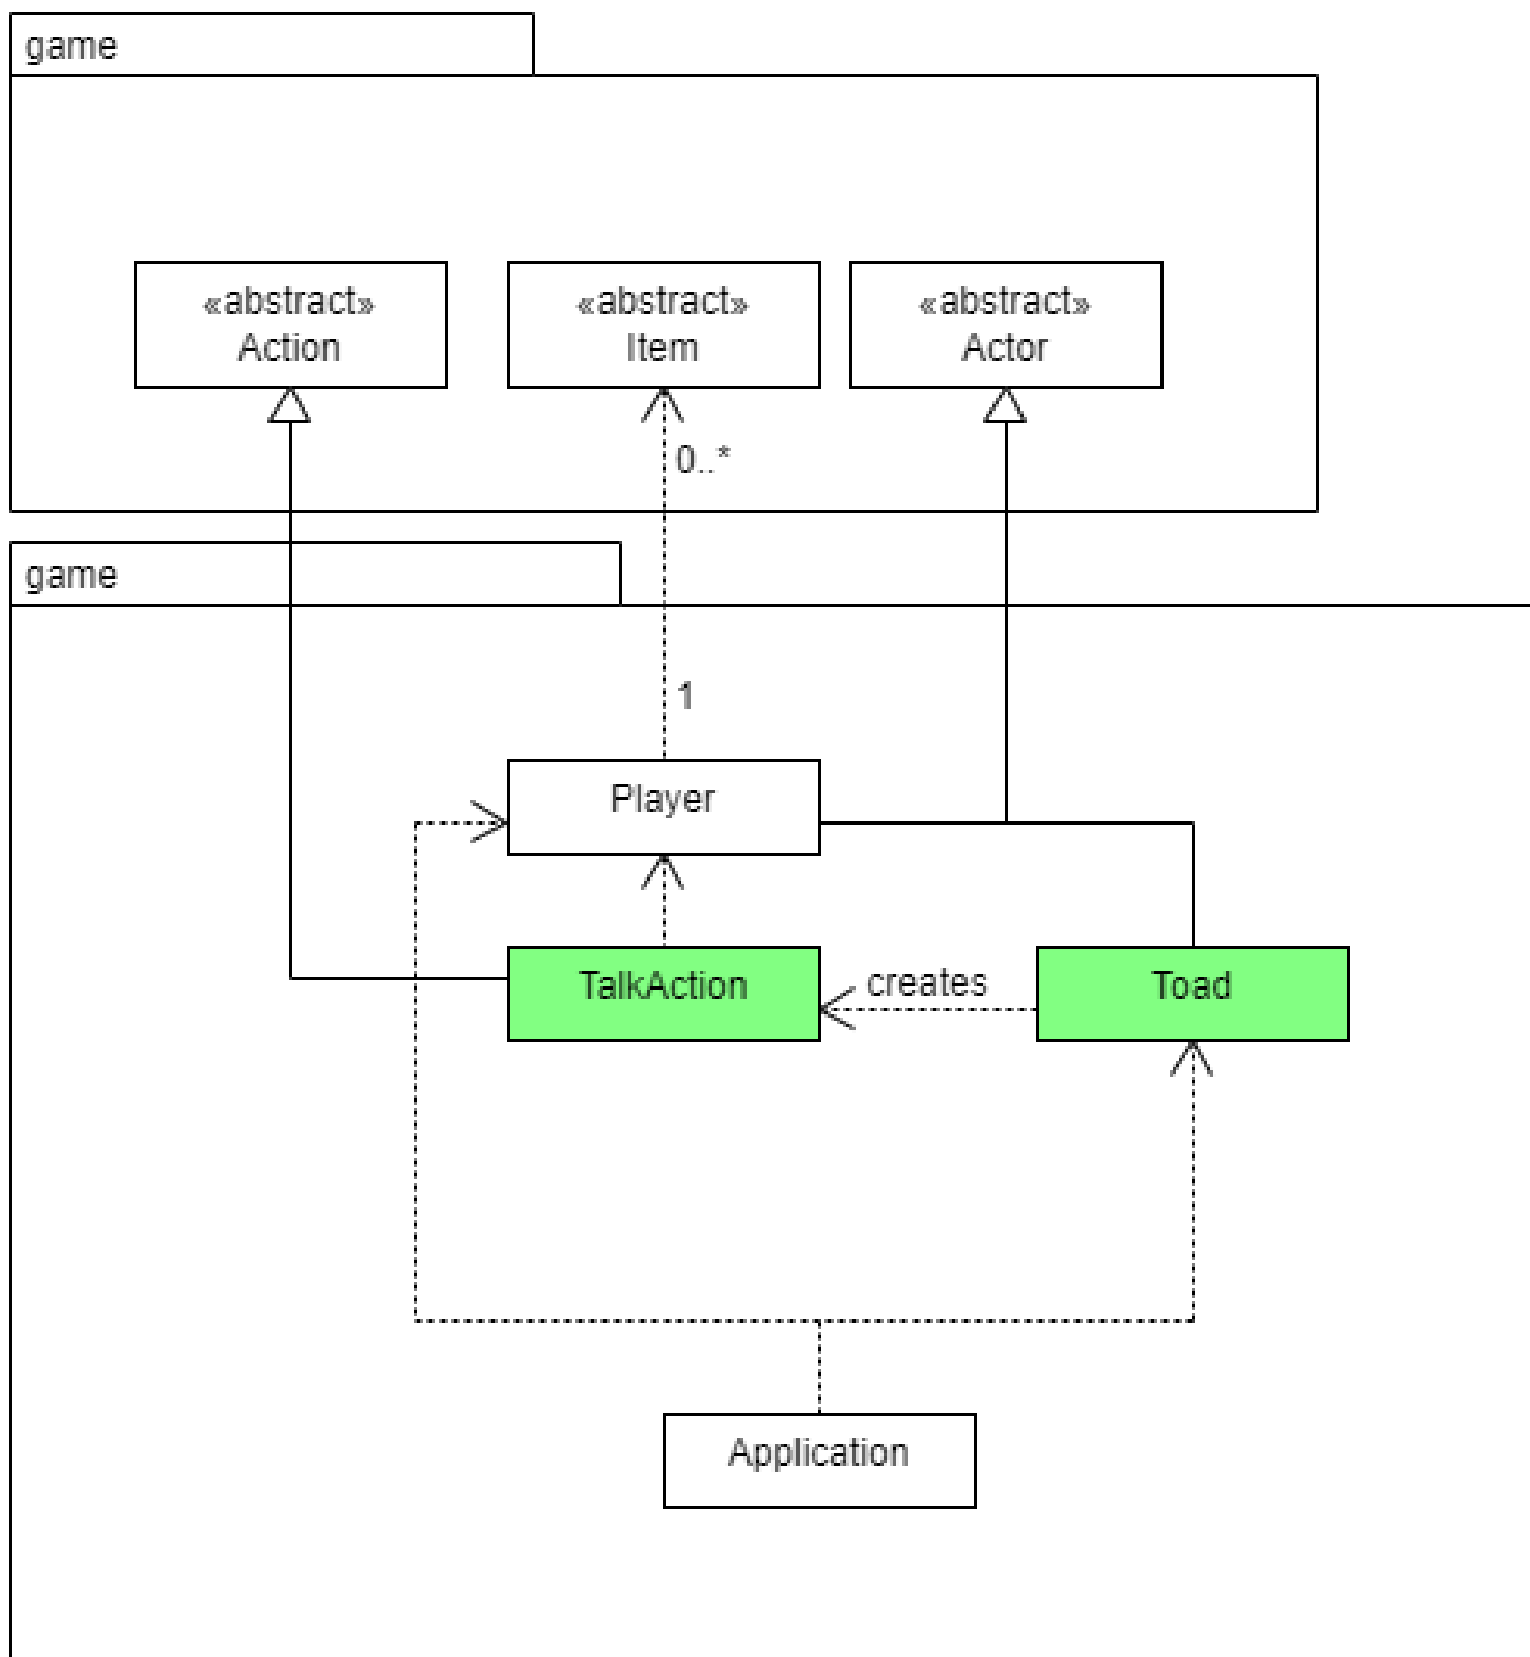 game
«abstract»
Action
«abstract»
Item
«abstract»
Actor
0..*
game
1
Player
TalkAction
creates
Toad
Application